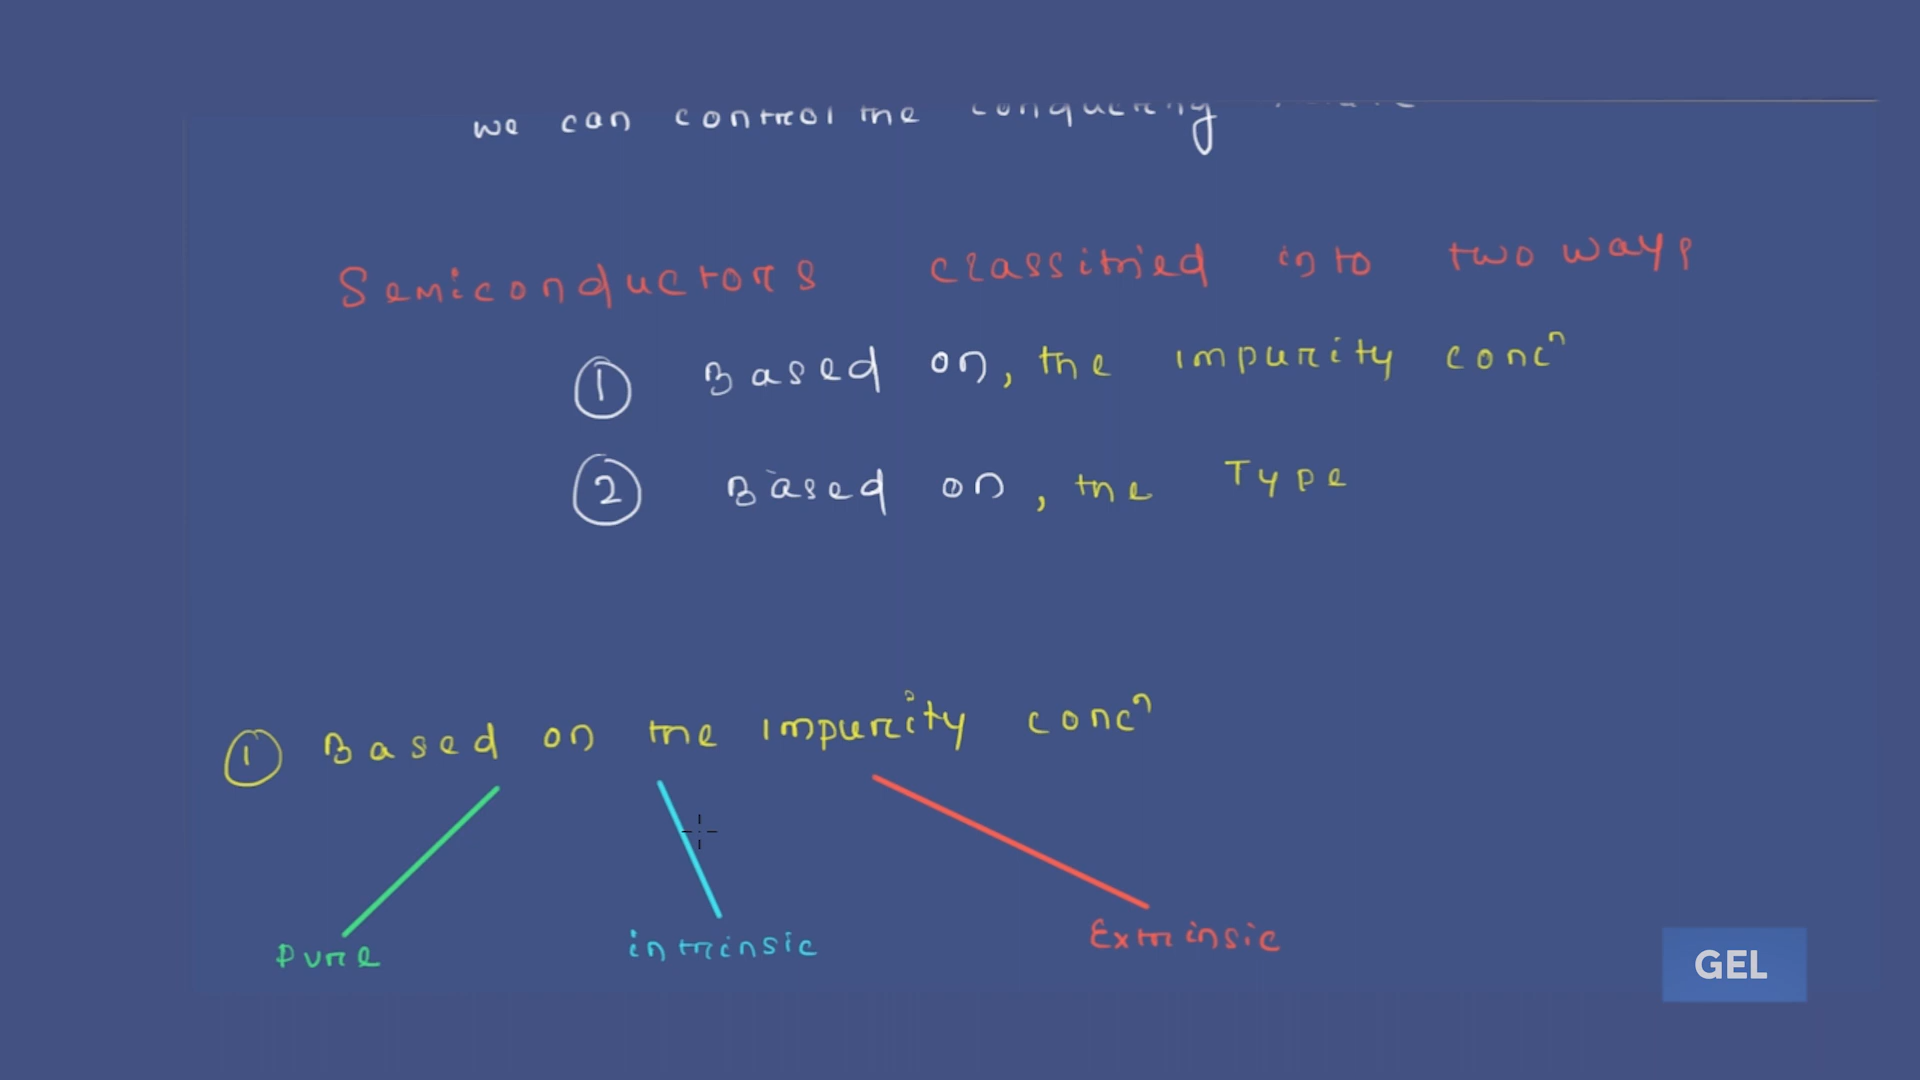 we can control the conducting
Semiconductors classified into two ways
① Based on, the impurity concⁿ
② Based on, the Type
① Based on the impurity concⁿ
Pure intrinsic Extrinsic
GEL